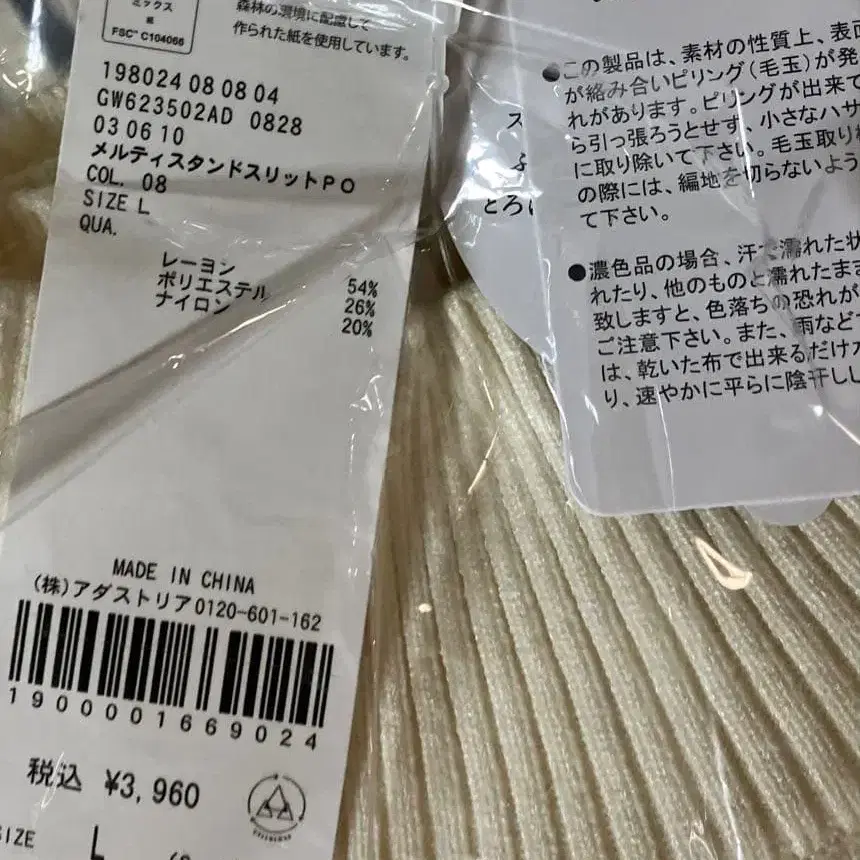 ミックス
紙
FSC™ C104066
森林の環境に配慮して
作られた紙を使用しています。
198024 08 08 04
GW623502AD 0828
03 06 10
メルティスタンドスリットPO
COL. 08
SIZE L
QUA.
レーヨン 54%
ポリエステル 26%
ナイロン 20%
MADE IN CHINA
(株)アダストリア0120-601-162
1900001669024
税込 ¥3,960
SIZE L
とろ
●この製品は、素材の性質上、表面
が絡み合いピリング(毛玉)が発
れがあります。ピリングが出来て
ら引っ張ろうとせず、小さなハサ
に取り除いて下さい。毛玉取り
の際には、編地を切らないよう
て下さい。
●濃色品の場合、汗で濡れた状
れたり、他のものと濡れたまま
致しますと、色落ちの恐れが
ご注意下さい。また、雨など
は、乾いた布で出来るだけ
り、速やかに平らに陰干しし